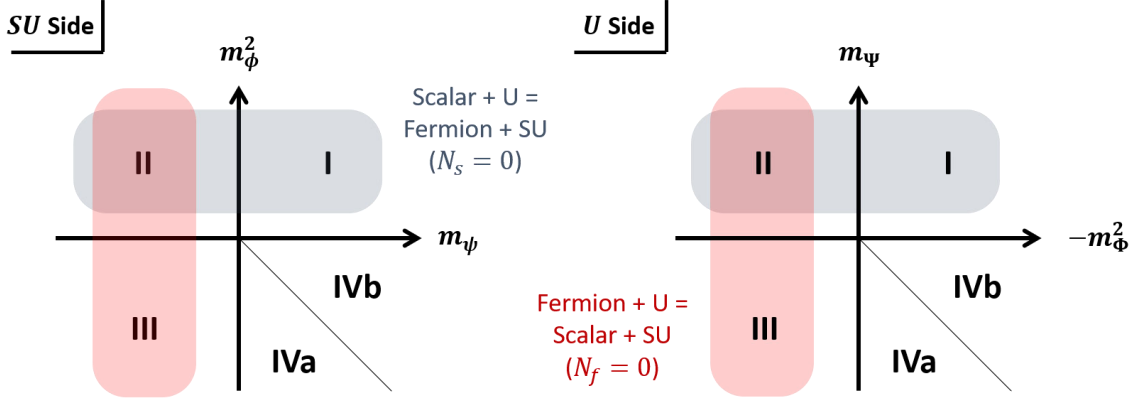 SU Side
m_ϕ^2
Scalar + U =
Fermion + SU
(N_s = 0)
II
I
m_ψ
IVb
III
IVa
U Side
m_Ψ
II
I
−m_Φ^2
IVb
Fermion + U =
Scalar + SU
(N_f = 0)
III
IVa